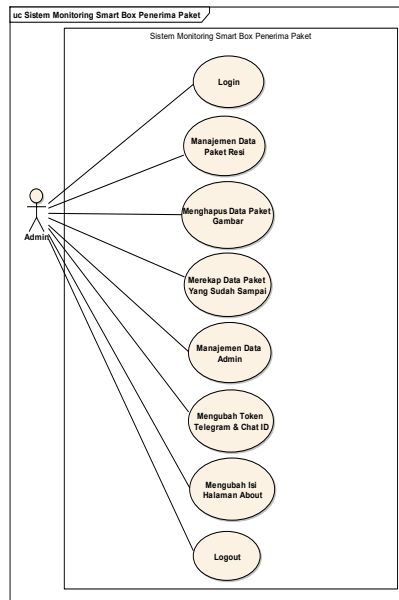 uc Sistem Monitoring Smart Box Penerima Paket
Sistem Monitoring Smart Box Penerima Paket
Login
Manajemen Data
Paket Resi
Menghapus Data Paket
Gambar
Admin
Merekap Data Paket
Yang Sudah Sampai
Manajemen Data
Admin
Mengubah Token
Telegram & Chat ID
Mengubah Isi
Halaman About
Logout